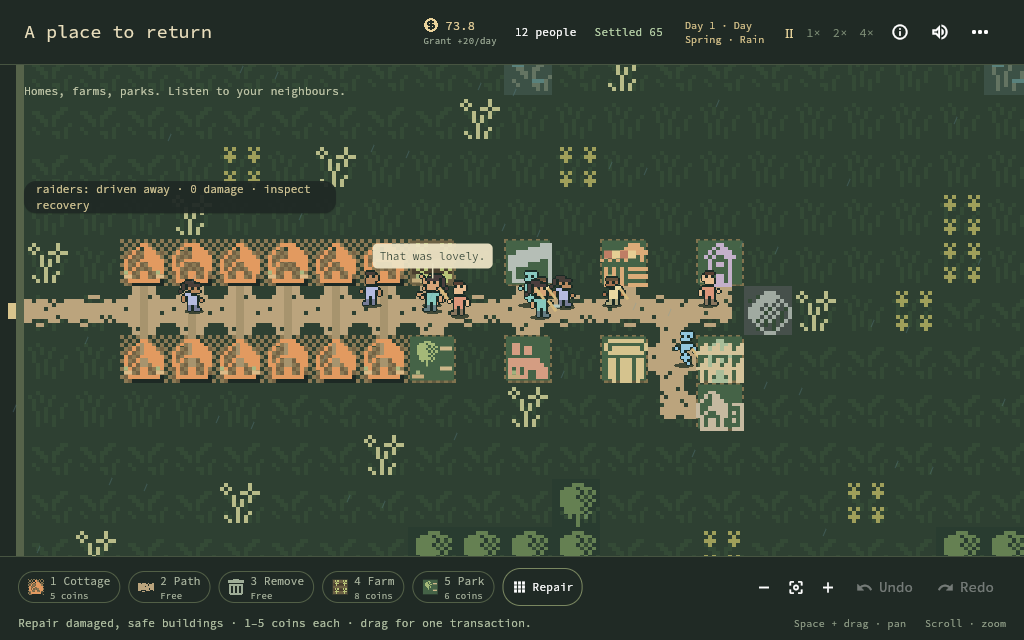 A place to return
73.8
Grant +20/day
12 people
Settled 65
Day 1 · Day
Spring · Rain
1×
2×
4×
Homes, farms, parks. Listen to your neighbours.
raiders: driven away · 0 damage · inspect
recovery
That was lovely.
1 Cottage
5 coins
2 Path
Free
3 Remove
Free
4 Farm
8 coins
5 Park
6 coins
Repair
Undo
Redo
Repair damaged, safe buildings · 1–5 coins each · drag for one transaction.
Space + drag · pan
Scroll · zoom